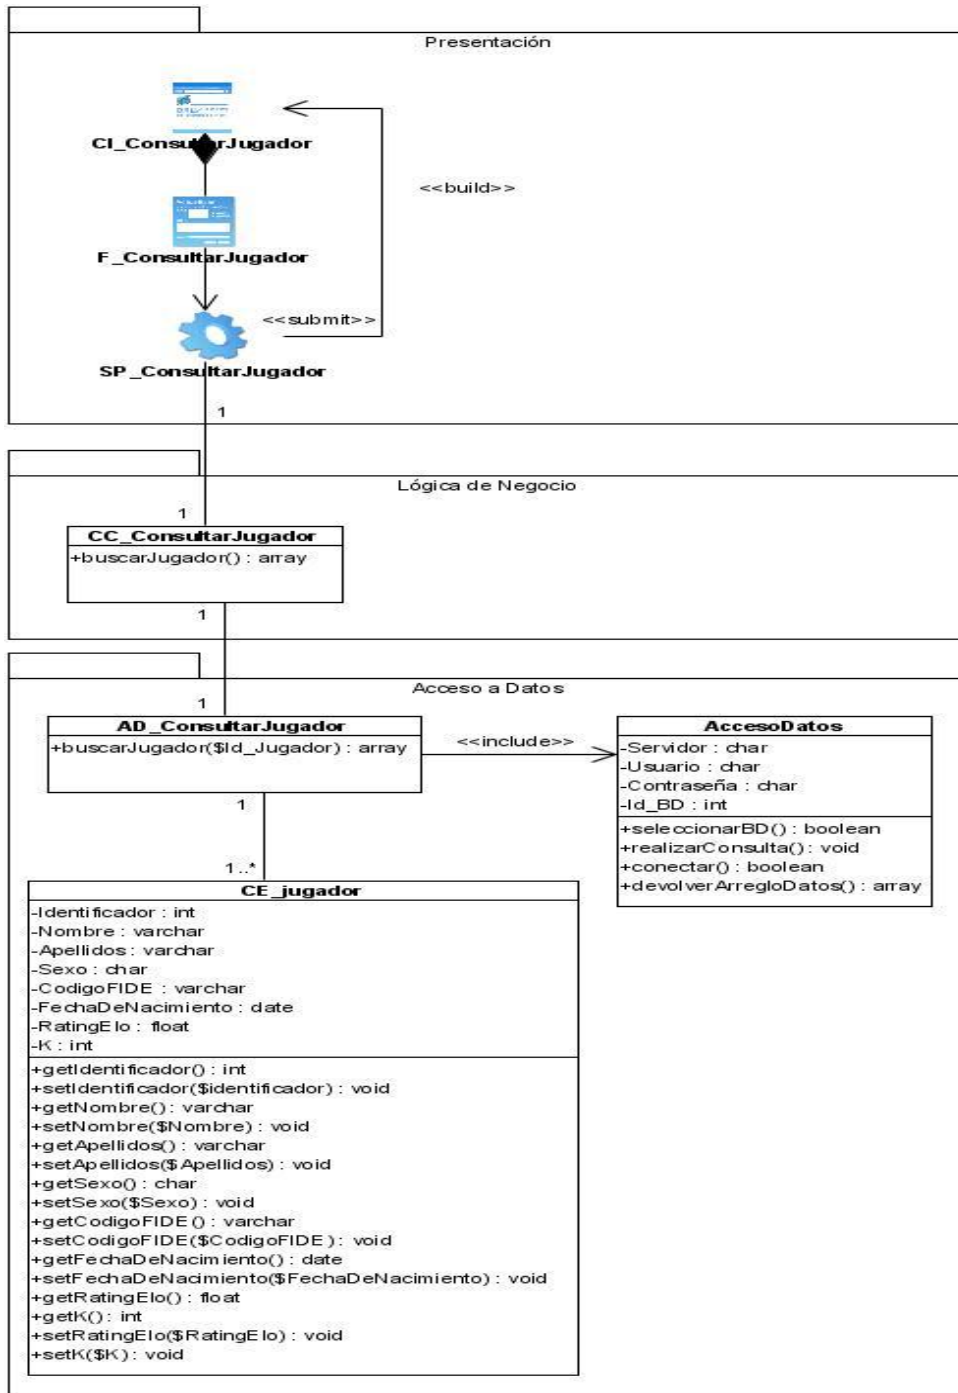 Presentación
CI_ConsultarJugador
<<build>>
F_ConsultarJugador
<<submit>>
SP_ConsultarJugador
1
Lógica de Negocio
1
CC_ConsultarJugador
+buscarJugador() : array
1
Acceso a Datos
1
AD_ConsultarJugador
+buscarJugador($Id_Jugador) : array
<<include>>
AccesoDatos
-Servidor : char
-Usuario : char
-Contraseña : char
-Id_BD : int
+seleccionarBD() : boolean
+realizarConsulta() : void
+conectar() : boolean
+devolverArregloDatos() : array
1
1..*
CE_jugador
-Identificador : int
-Nombre : varchar
-Apellidos : varchar
-Sexo : char
-CodigoFIDE : varchar
-FechaDeNacimiento : date
-RatingElo : float
-K : int
+getIdentificador() : int
+setIdentificador($identificador) : void
+getNombre() : varchar
+setNombre($Nombre) : void
+getApellidos() : varchar
+setApellidos($Apellidos) : void
+getSexo() : char
+setSexo($Sexo) : void
+getCodigoFIDE() : varchar
+setCodigoFIDE($CodigoFIDE) : void
+getFechaDeNacimiento() : date
+setFechaDeNacimiento($FechaDeNacimiento) : void
+getRatingElo() : float
+getK() : int
+setRatingElo($RatingElo) : void
+setK($K) : void